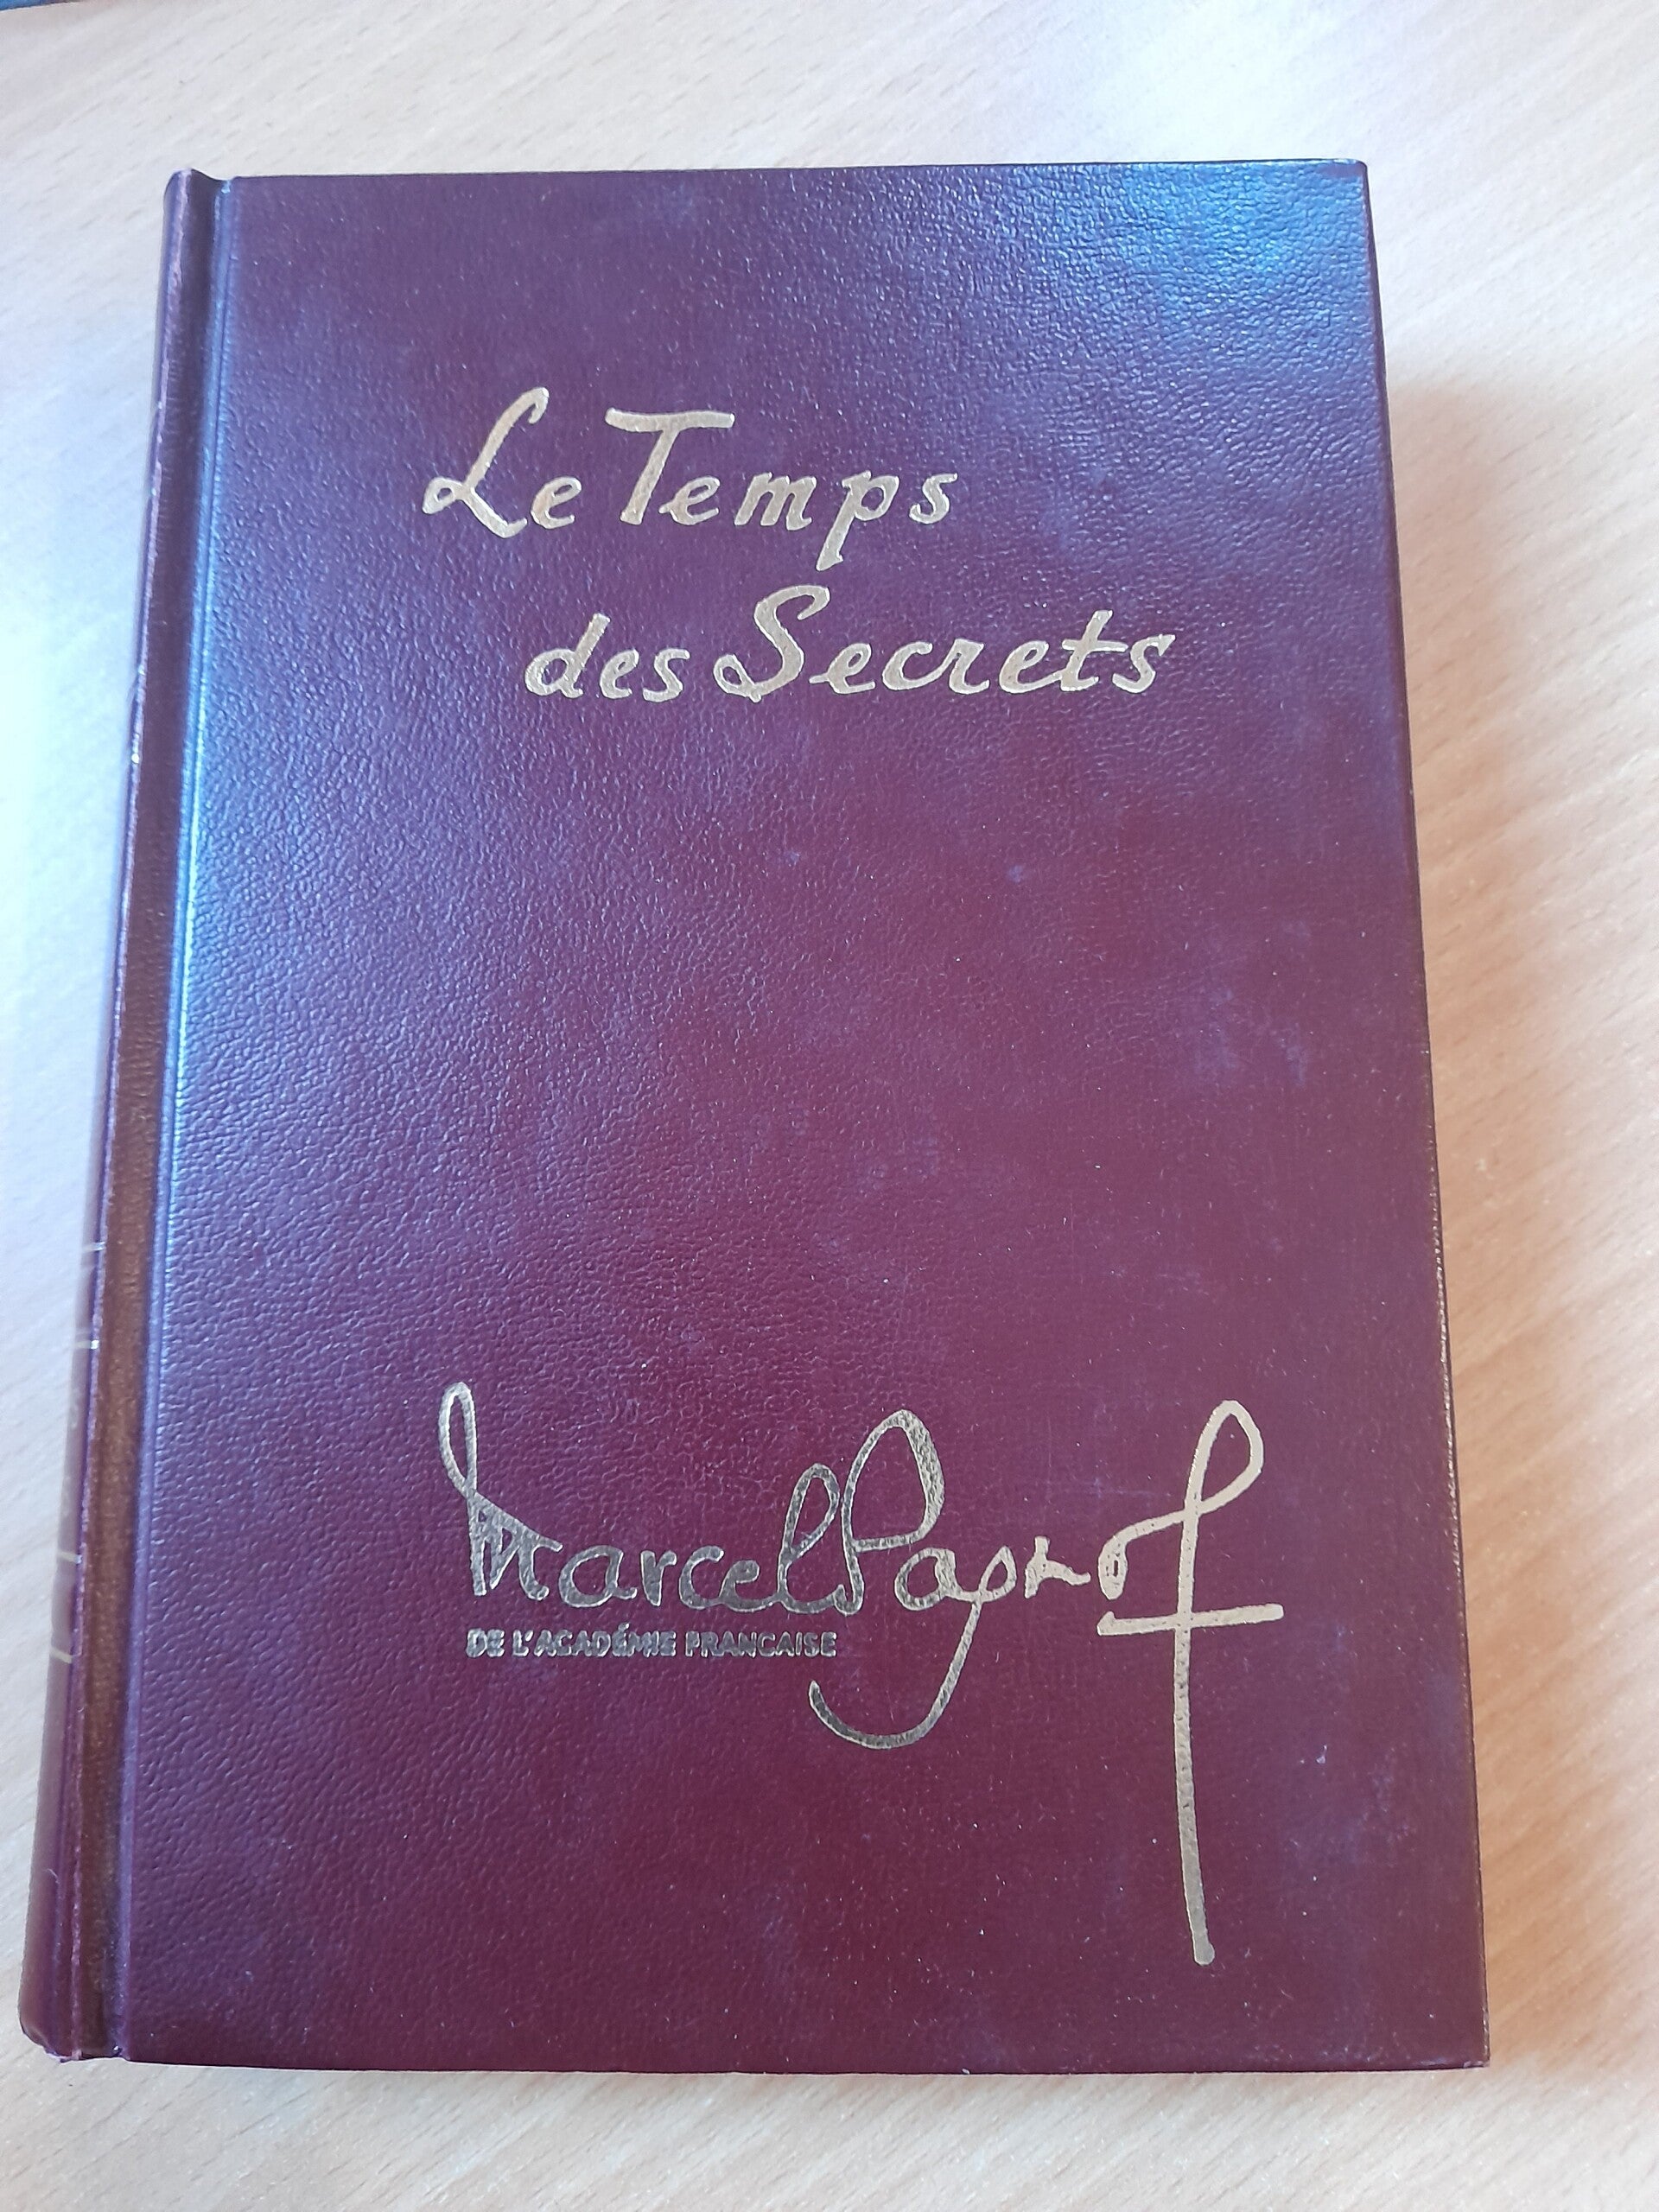 Le Temps
des Secrets
Marcel Pagnol
DE L'ACADÉMIE FRANCAISE